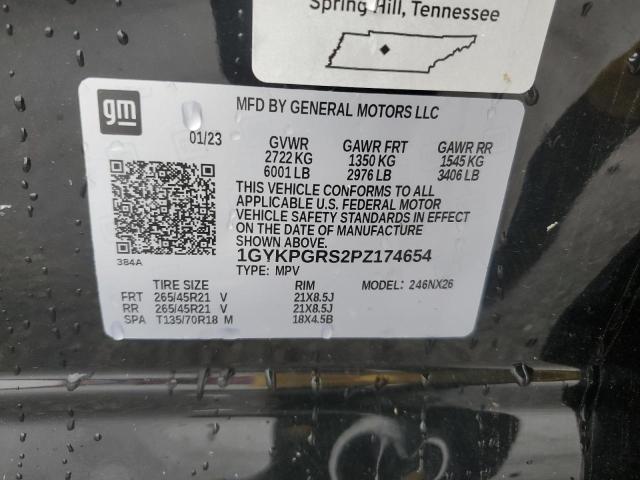 Spring Hill, Tennessee
gm
MFD BY GENERAL MOTORS LLC
01/23 GVWR GAWR FRT GAWR RR
2722 KG 1350 KG 1545 KG
6001 LB 2976 LB 3406 LB
THIS VEHICLE CONFORMS TO ALL
APPLICABLE U.S. FEDERAL MOTOR
VEHICLE SAFETY STANDARDS IN EFFECT
ON THE DATE OF MANUFACTURE
384A
1GYKPGRS2PZ174654
TYPE: MPV
TIRE SIZE RIM MODEL: 246NX26
FRT 265/45R21 V 21X8.5J
RR 265/45R21 V 21X8.5J
SPA T135/70R18 M 18X4.5B